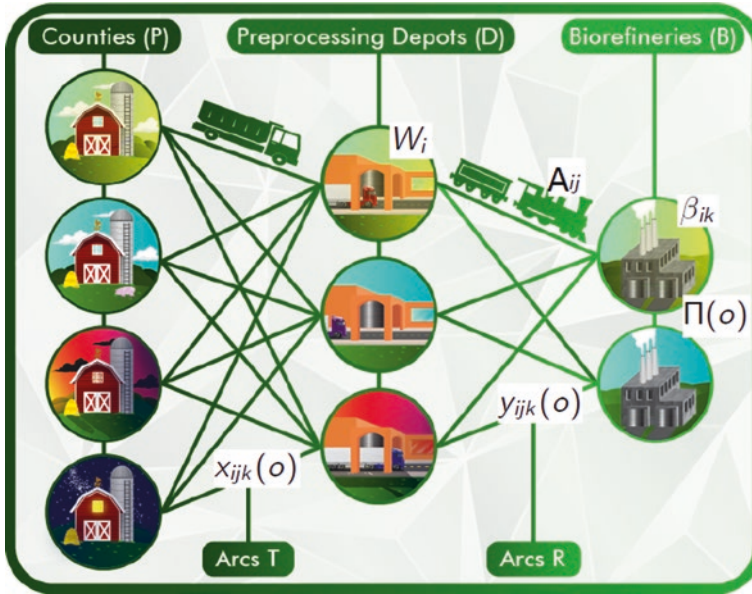 Counties (P)
Preprocessing Depots (D)
Biorefineries (B)
Wᵢ
Aᵢⱼ
βᵢₖ
Π(o)
yᵢⱼₖ(o)
xᵢⱼₖ(o)
Arcs T
Arcs R